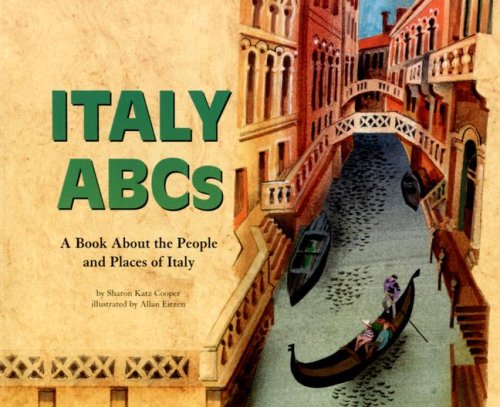 ITALY
ABCs
A Book About the People
and Places of Italy
by Sharon Katz Cooper
illustrated by Allan Eitzen